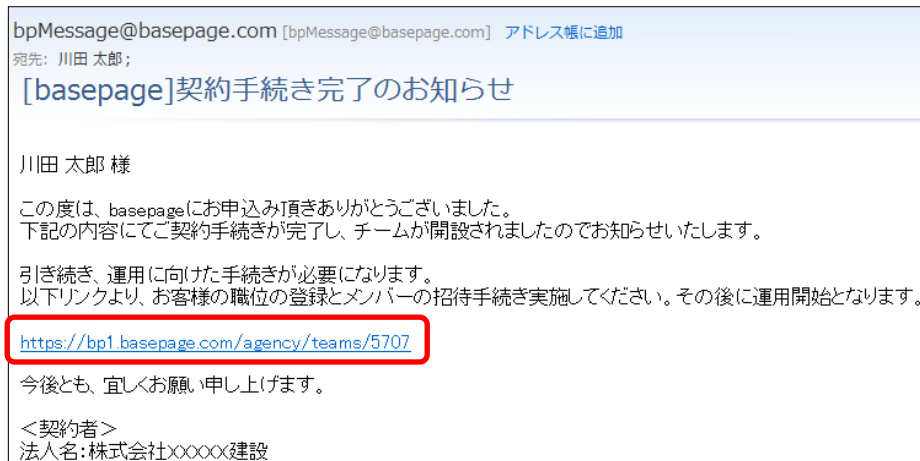 bpMessage@basepage.com [bpMessage@basepage.com] アドレス帳に追加
宛先: 川田 太郎;
[basepage]契約手続き完了のお知らせ
川田 太郎 様
この度は、basepageにお申込み頂きありがとうございました。
下記の内容にてご契約手続きが完了し、チームが開設されましたのでお知らせいたします。
引き続き、運用に向けた手続きが必要になります。
以下リンクより、お客様の職位の登録とメンバーの招待手続き実施してください。その後に運用開始となります。
https://bp1.basepage.com/agency/teams/5707
今後とも、宜しくお願い申し上げます。
＜契約者＞
法人名:株式会社XXXXX建設